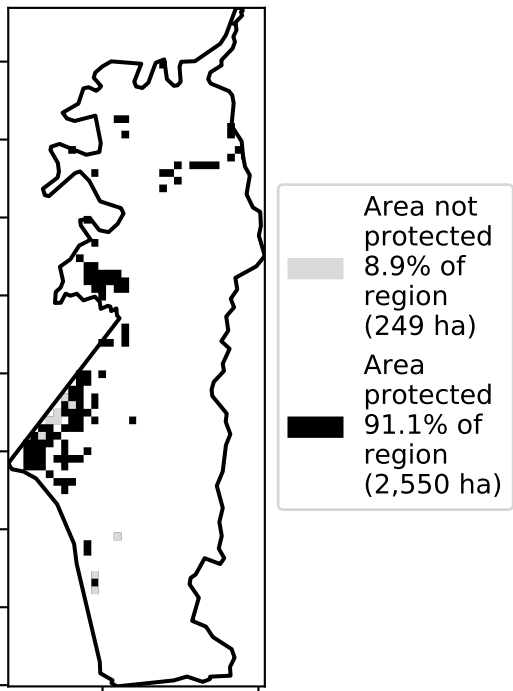 Area not
protected
8.9% of
region
(249 ha)
Area
protected
91.1% of
region
(2,550 ha)